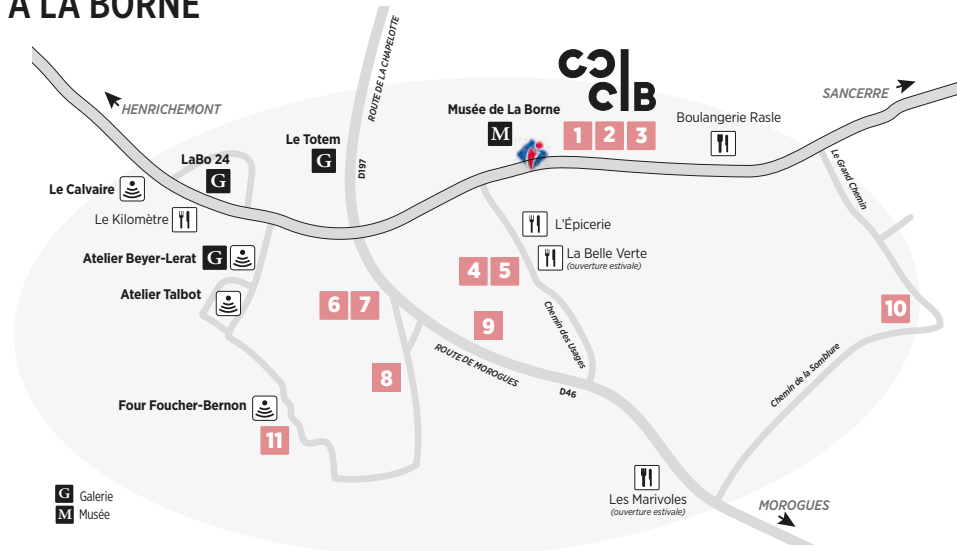 À LA BORNE
ROUTE DE LA CHAPELOTTE
CCCIB
SANCERRE
HENRICHEMONT
Musée de La Borne
M
1 2 3
Boulangerie Rasle
Le Totem
G
D197
LaBo 24
G
Le Grand Chemin
Le Calvaire
Le Kilomètre
L'Épicerie
La Belle Verte
(ouverture estivale)
Atelier Beyer-Lerat G
4 5
Atelier Talbot
6 7
9
10
Chemin des Usages
ROUTE DE MOROGUES
8
D46
Chemin de la Somblure
Four Foucher-Bernon
11
Les Marivoles
(ouverture estivale)
MOROGUES
G Galerie
M Musée